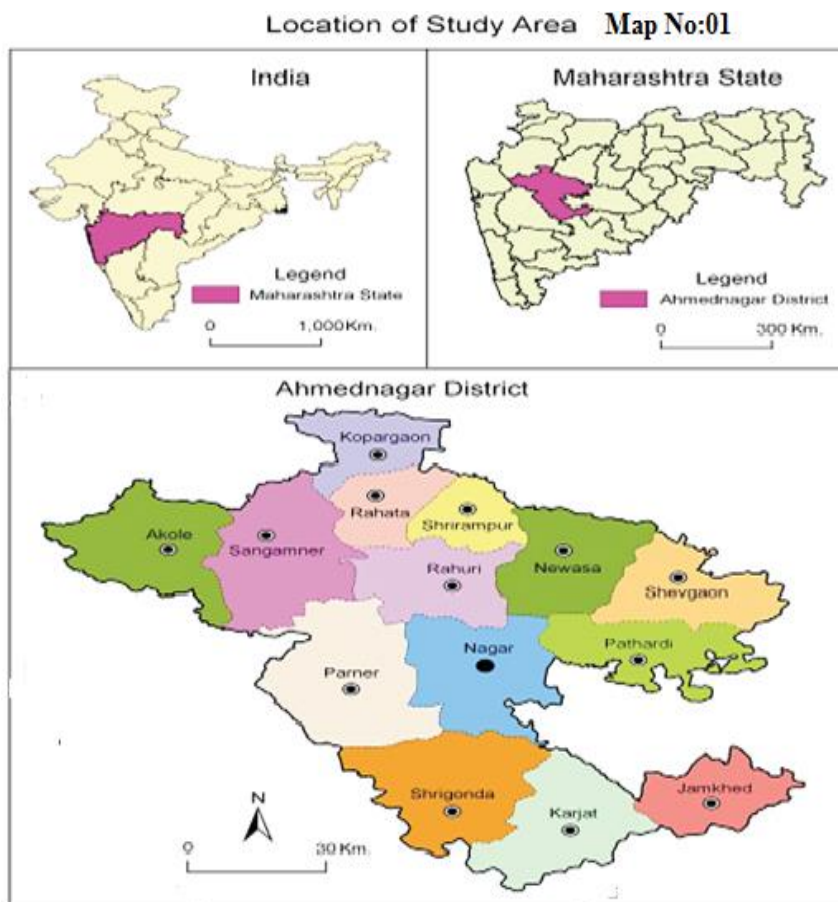 Location of Study Area Map No:01
India
Legend
Maharashtra State
0 1,000 Km.
Maharashtra State
Legend
Ahmednagar District
0 300 Km.
Ahmednagar District
Kopargaon
Rahata
Shrirampur
Akole
Sangamner
Rahuri
Newasa
Shevgaon
Nagar
Pathardi
Parner
Shrigonda
Karjat
Jamkhed
N
0 30 Km.